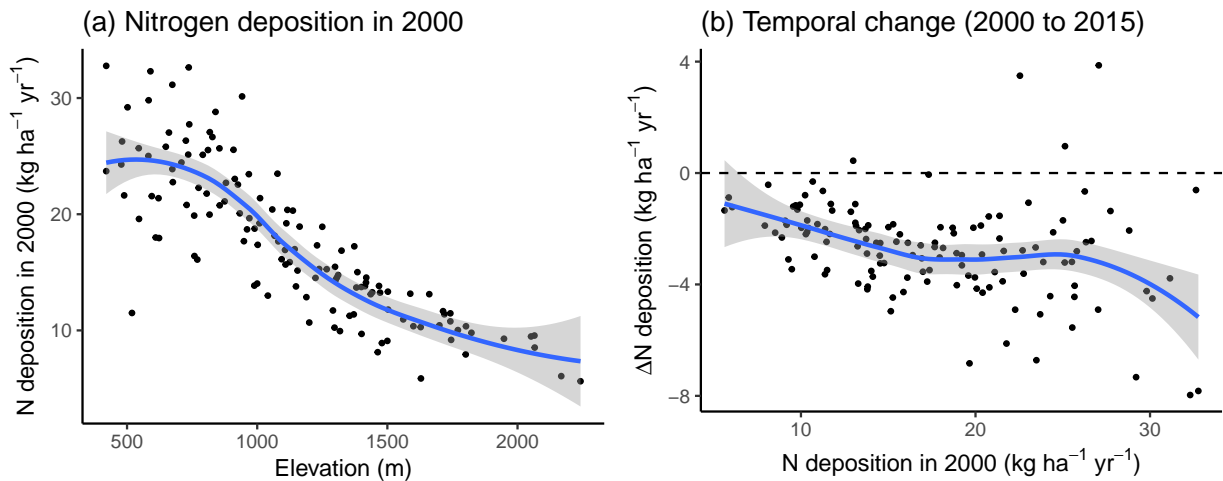 (a) Nitrogen deposition in 2000
N deposition in 2000 (kg ha⁻¹ yr⁻¹)
30
20
10
500 1000 1500 2000
Elevation (m)
(b) Temporal change (2000 to 2015)
ΔN deposition (kg ha⁻¹ yr⁻¹)
4
0
−4
−8
10 20 30
N deposition in 2000 (kg ha⁻¹ yr⁻¹)